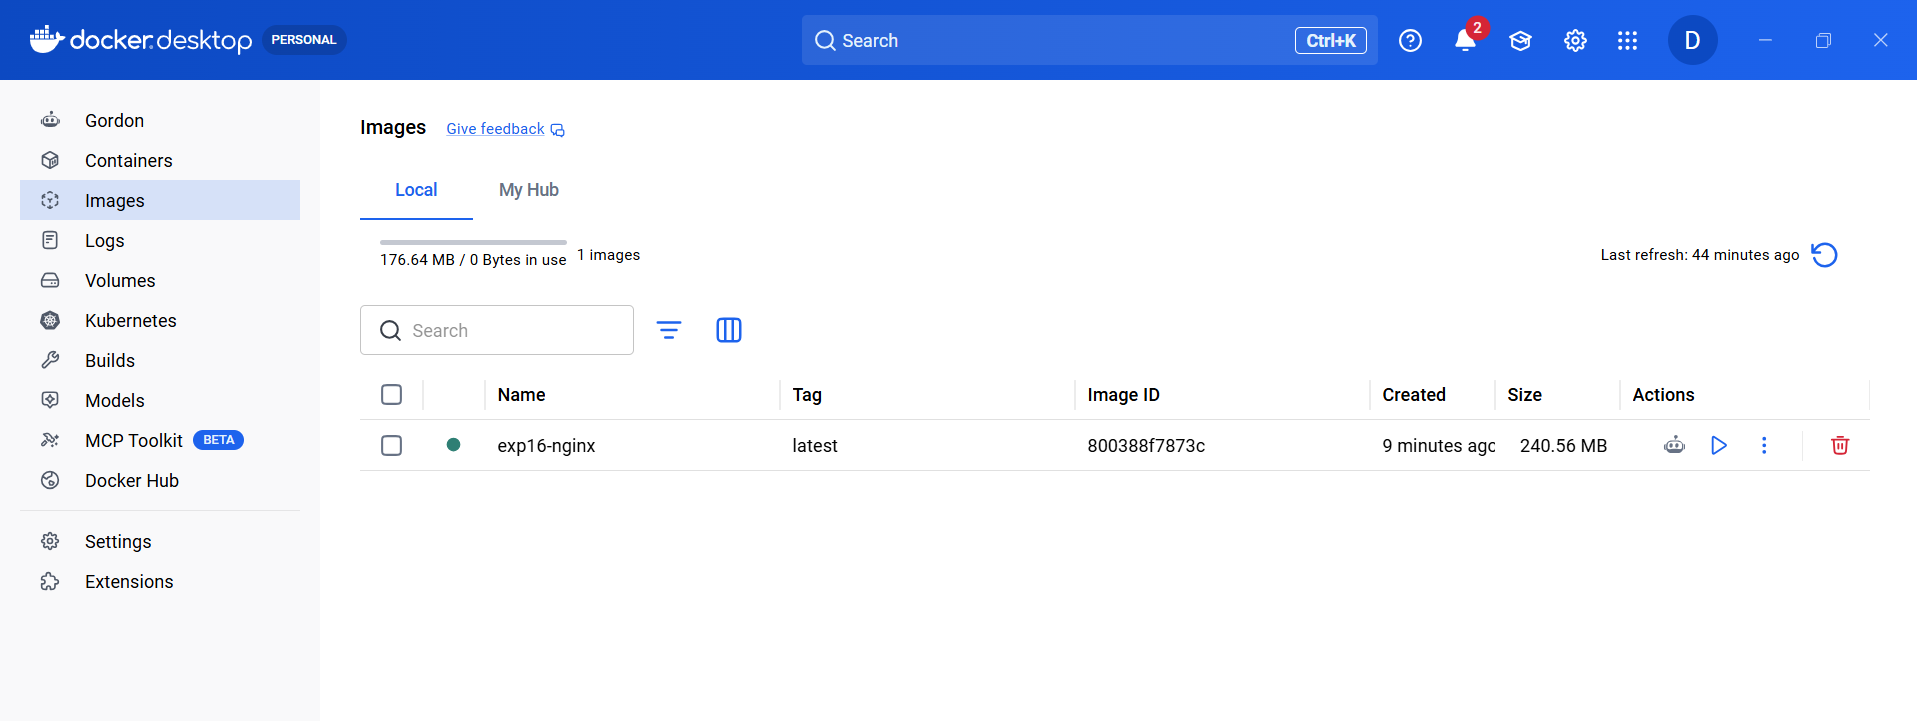 docker.desktop PERSONAL
Search Ctrl+K 2 D
Gordon
Containers
Images
Logs
Volumes
Kubernetes
Builds
Models
MCP Toolkit BETA
Docker Hub
Settings
Extensions
Images Give feedback
Local My Hub
176.64 MB / 0 Bytes in use 1 images Last refresh: 44 minutes ago
Search
Name Tag Image ID Created Size Actions
exp16-nginx latest 800388f7873c 9 minutes ago 240.56 MB